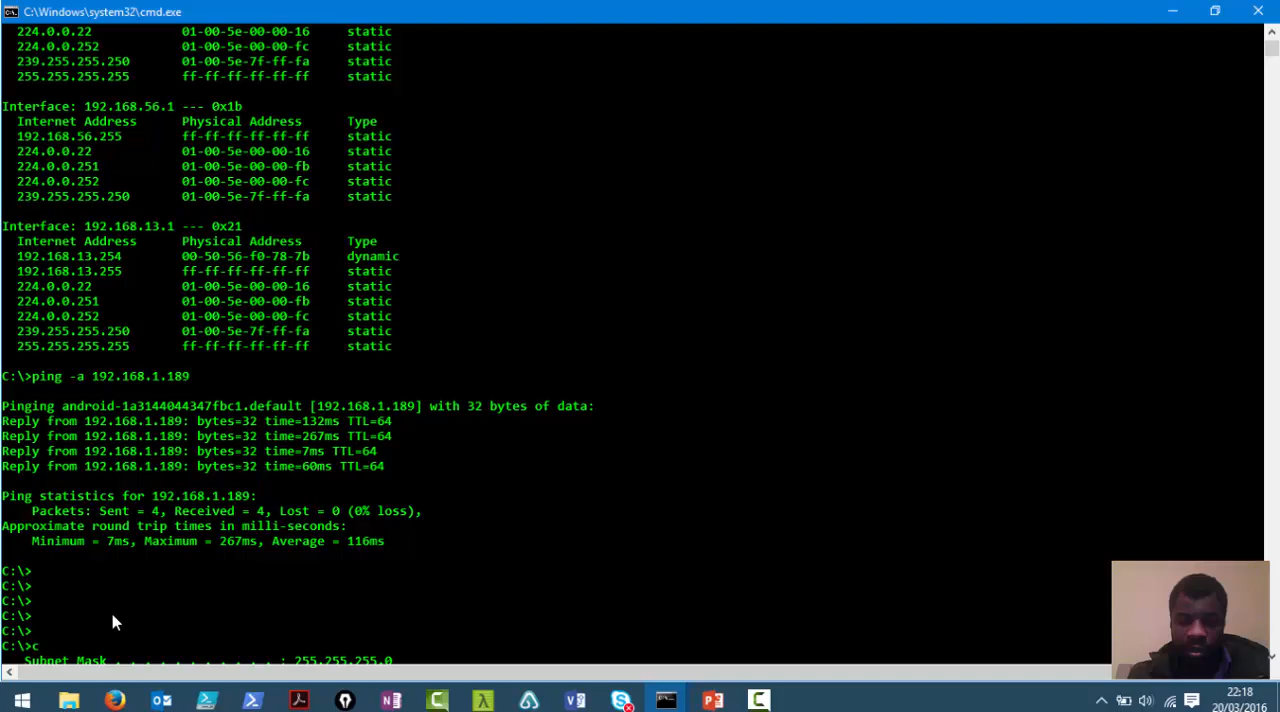 C:\Windows\system32\cmd.exe
224.0.0.22 01-00-5e-00-00-16 static
224.0.0.252 01-00-5e-00-00-fc static
239.255.255.250 01-00-5e-7f-ff-fa static
255.255.255.255 ff-ff-ff-ff-ff-ff static
Interface: 192.168.56.1 --- 0x1b
Internet Address Physical Address Type
192.168.56.255 ff-ff-ff-ff-ff-ff static
224.0.0.22 01-00-5e-00-00-16 static
224.0.0.251 01-00-5e-00-00-fb static
224.0.0.252 01-00-5e-00-00-fc static
239.255.255.250 01-00-5e-7f-ff-fa static
Interface: 192.168.13.1 --- 0x21
Internet Address Physical Address Type
192.168.13.254 00-50-56-f0-78-7b dynamic
192.168.13.255 ff-ff-ff-ff-ff-ff static
224.0.0.22 01-00-5e-00-00-16 static
224.0.0.251 01-00-5e-00-00-fb static
224.0.0.252 01-00-5e-00-00-fc static
239.255.255.250 01-00-5e-7f-ff-fa static
255.255.255.255 ff-ff-ff-ff-ff-ff static
C:\>ping -a 192.168.1.189
Pinging android-1a3144044347fbc1.default [192.168.1.189] with 32 bytes of data:
Reply from 192.168.1.189: bytes=32 time=132ms TTL=64
Reply from 192.168.1.189: bytes=32 time=267ms TTL=64
Reply from 192.168.1.189: bytes=32 time=7ms TTL=64
Reply from 192.168.1.189: bytes=32 time=60ms TTL=64
Ping statistics for 192.168.1.189:
Packets: Sent = 4, Received = 4, Lost = 0 (0% loss),
Approximate round trip times in milli-seconds:
Minimum = 7ms, Maximum = 267ms, Average = 116ms
C:\>
C:\>
C:\>
C:\>
C:\>
C:\>c
Subnet Mask . . . . . . . . . . . : 255.255.255.0
22:18
20/03/2016